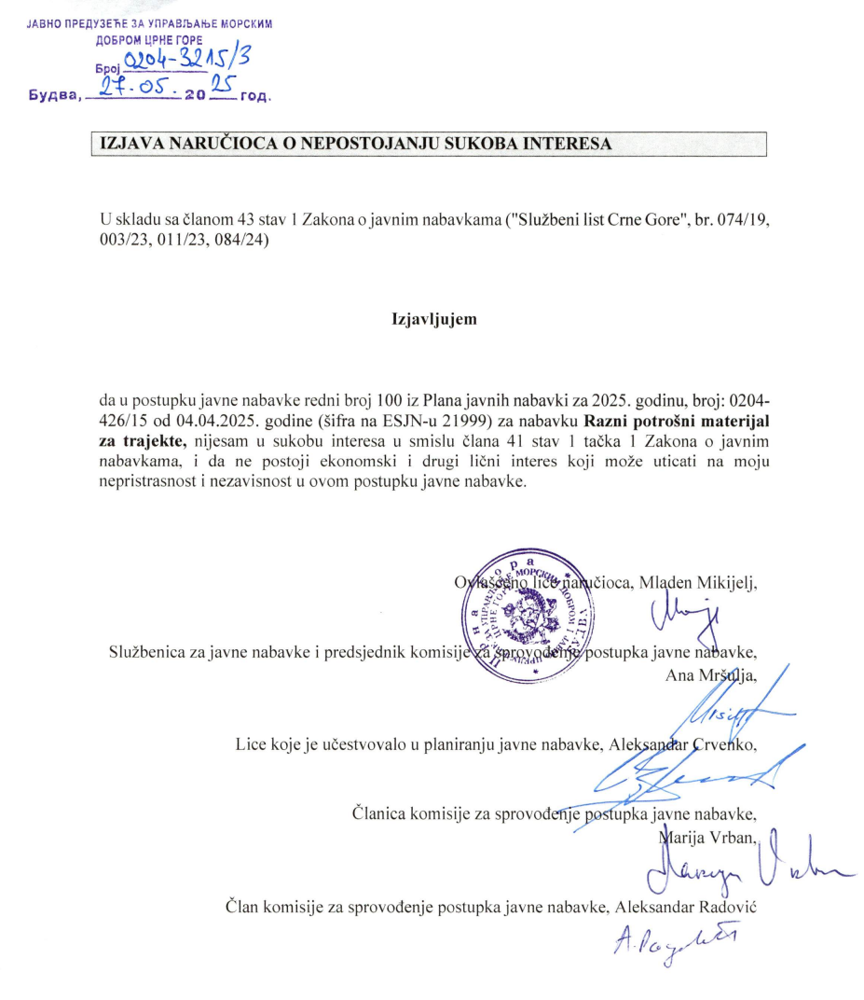 ЈАВНО ПРЕДУЗЕЋЕ ЗА УПРАВЉАЊЕ МОРСКИМ
ДОБРОМ ЦРНЕ ГОРЕ
Број 0204-3215/3
Будва, 27.05. 2025 год.
IZJAVA NARUČIOCA O NEPOSTOJANJU SUKOBA INTERESA
U skladu sa članom 43 stav 1 Zakona o javnim nabavkama ("Službeni list Crne Gore", br. 074/19,
003/23, 011/23, 084/24)
Izjavljujem
da u postupku javne nabavke redni broj 100 iz Plana javnih nabavki za 2025. godinu, broj: 0204-
426/15 od 04.04.2025. godine (šifra na ESJN-u 21999) za nabavku Razni potrošni materijal
za trajekte, nijesam u sukobu interesa u smislu člana 41 stav 1 tačka 1 Zakona o javnim
nabavkama, i da ne postoji ekonomski i drugi lični interes koji može uticati na moju
nepristrasnost i nezavisnost u ovom postupku javne nabavke.
Ovlašćeno lice naručioca, Mladen Mikijelj,
Službenica za javne nabavke i predsjednik komisije za sprovođenje postupka javne nabavke,
Ana Mršulja,
Lice koje je učestvovalo u planiranju javne nabavke, Aleksandar Crvenko,
Članica komisije za sprovođenje postupka javne nabavke,
Marija Vrban,
Član komisije za sprovođenje postupka javne nabavke, Aleksandar Radović